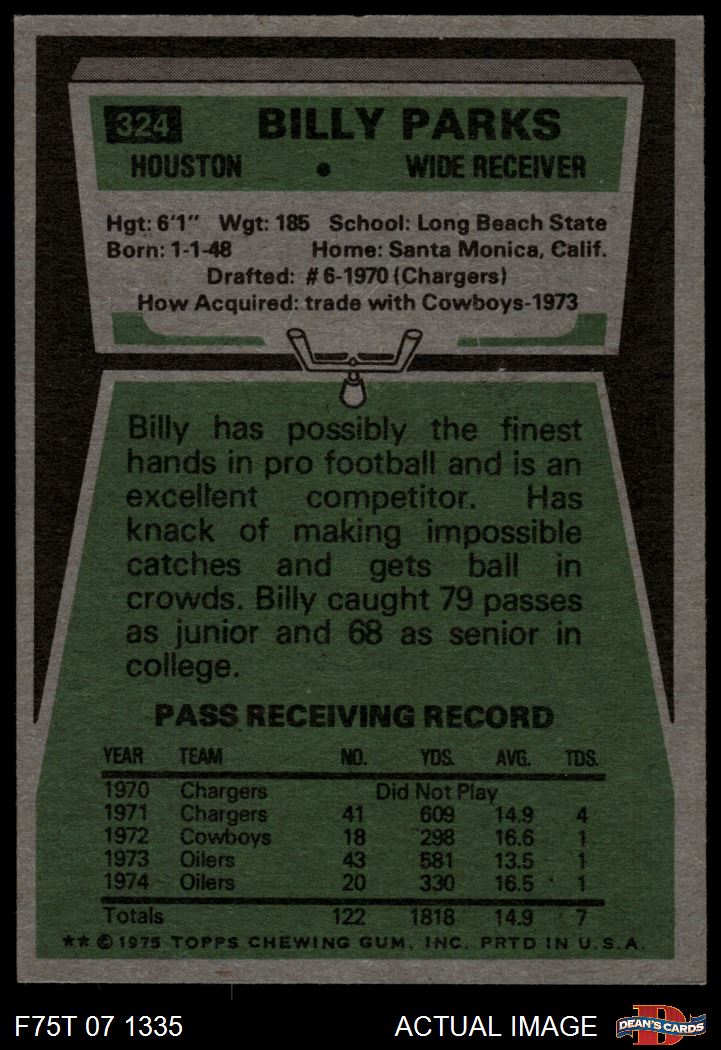 324 BILLY PARKS
HOUSTON • WIDE RECEIVER
Hgt: 6'1" Wgt: 185 School: Long Beach State
Born: 1-1-48 Home: Santa Monica, Calif.
Drafted: #6-1970 (Chargers)
How Acquired: trade with Cowboys-1973
Billy has possibly the finest
hands in pro football and is an
excellent competitor. Has
knack of making impossible
catches and gets ball in
crowds. Billy caught 79 passes
as junior and 68 as senior in
college.
PASS RECEIVING RECORD
YEAR TEAM NO. YDS. AVG. TDS.
1970 Chargers Did Not Play
1971 Chargers 41 609 14.9 4
1972 Cowboys 18 298 16.6 1
1973 Oilers 43 581 13.5 1
1974 Oilers 20 330 16.5 1
Totals 122 1818 14.9 7
** © 1975 TOPPS CHEWING GUM, INC. PRTD IN U.S.A.
F75T 07 1335 ACTUAL IMAGE D DEAN'S CARDS